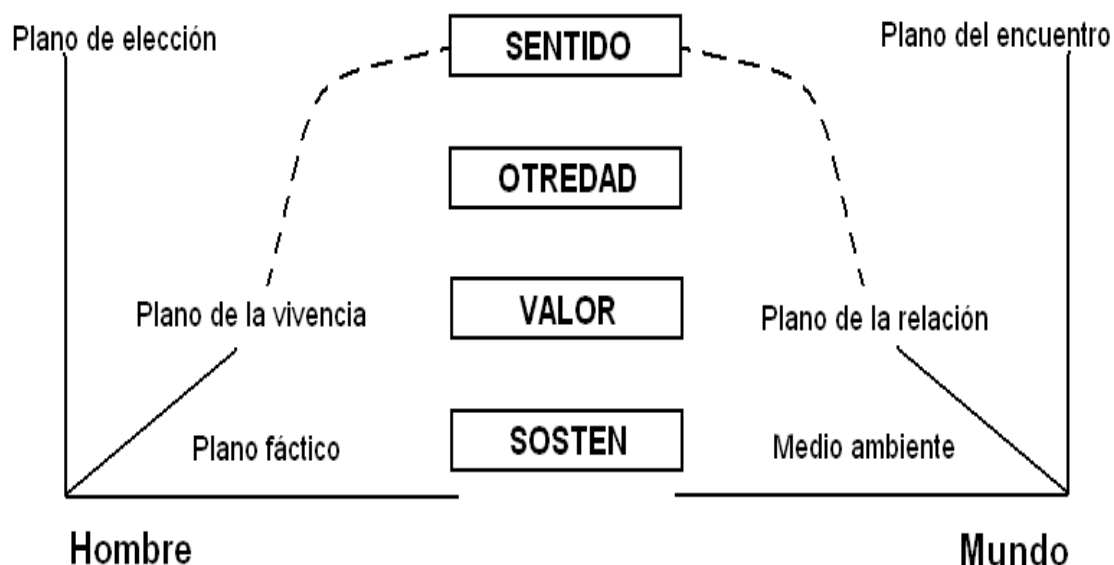 Plano de elección
SENTIDO
Plano del encuentro
OTREDAD
Plano de la vivencia
VALOR
Plano de la relación
Plano fáctico
SOSTEN
Medio ambiente
Hombre
Mundo